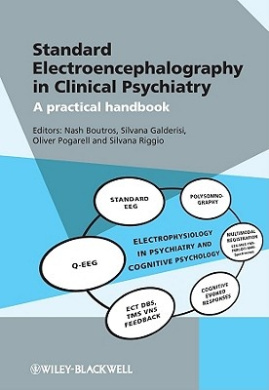 Standard
Electroencephalography
in Clinical Psychiatry
A practical handbook
Editors: Nash Boutros, Silvana Galderisi,
Oliver Pogarell and Silvana Riggio
STANDARD
EEG
POLYSOMNO-
GRAPHY
MULTIMODAL
REGISTRATION
ELECTROPHYSIOLOGY
IN PSYCHIATRY AND
COGNITIVE PSYCHOLOGY
Q-EEG
COGNITIVE
EVOKED
RESPONSES
ECT DBS,
TMS VNS
FEEDBACK
WILEY-BLACKWELL